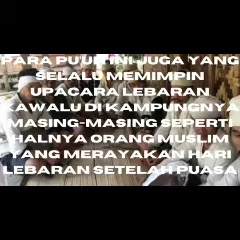 PARA PUUN INI JUGA YANG
SELALU MEMIMPIN
UPACARA LEBARAN
KAWALU DI KAMPUNGNYA
MASING-MASING SEPERTI
HALNYA ORANG MUSLIM
YANG MERAYAKAN HARI
LEBARAN SETELAH PUASA